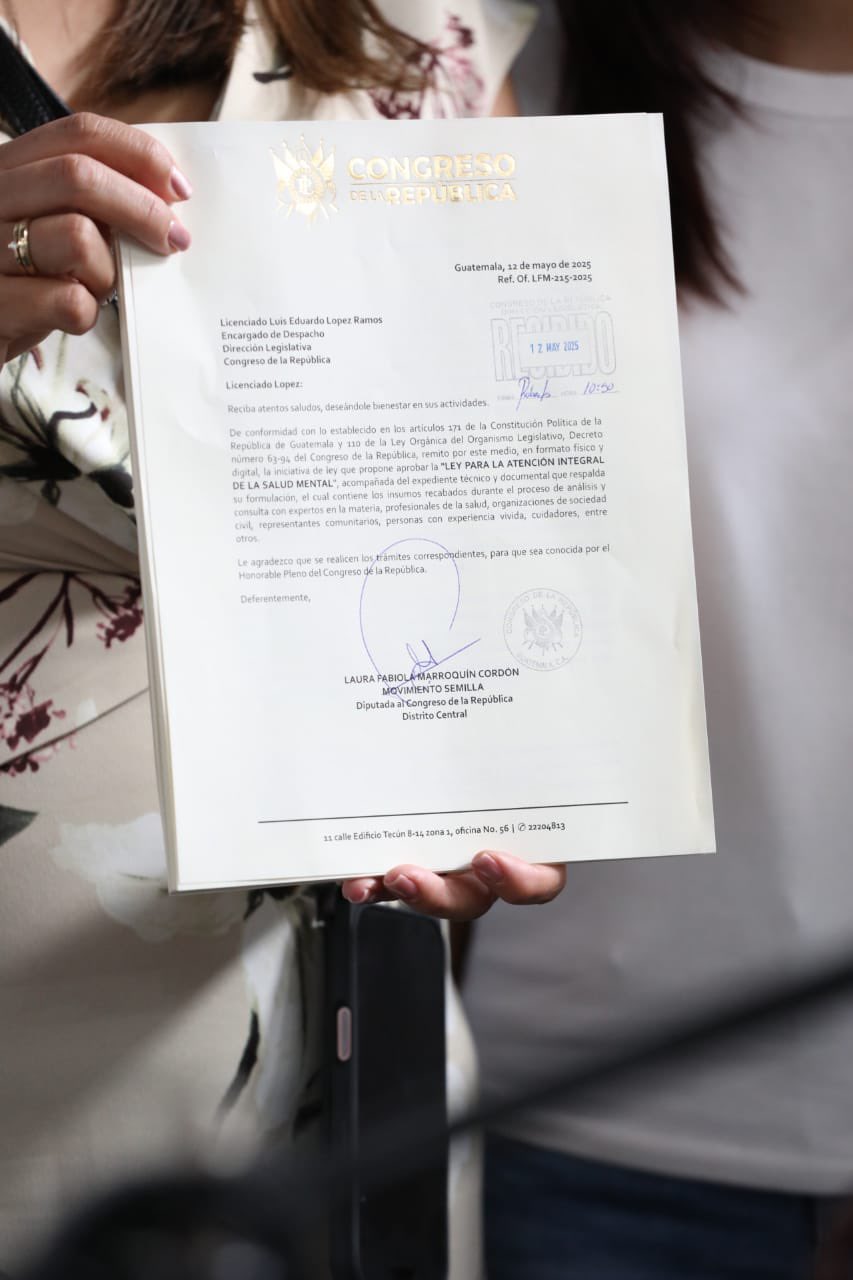 CONGRESO
DE LA REPÚBLICA
Guatemala, 12 de mayo de 2025
Ref. Of. LFM-215-2025
Licenciado Luis Eduardo Lopez Ramos
Encargado de Despacho
Dirección Legislativa
Congreso de la República
CONGRESO DE LA REPÚBLICA
DIRECCIÓN LEGISLATIVA
RECIBIDO
12 MAY 2025
HORA: 10:50
Licenciado Lopez:
Reciba atentos saludos, deseándole bienestar en sus actividades.
De conformidad con lo establecido en los artículos 171 de la Constitución Política de la
República de Guatemala y 110 de la Ley Orgánica del Organismo Legislativo, Decreto
número 63-94 del Congreso de la República, remito por este medio, en formato físico y
digital, la iniciativa de ley que propone aprobar la "LEY PARA LA ATENCIÓN INTEGRAL
DE LA SALUD MENTAL", acompañada del expediente técnico y documental que respalda
su formulación, el cual contiene los insumos recabados durante el proceso de análisis y
consulta con expertos en la materia, profesionales de la salud, organizaciones de sociedad
civil, representantes comunitarios, personas con experiencia vivida, cuidadores, entre
otros.
Le agradezco que se realicen los trámites correspondientes, para que sea conocida por el
Honorable Pleno del Congreso de la República.
Deferentemente,
CONGRESO DE LA REPÚBLICA
GUATEMALA, C.A.
LAURA FABIOLA MARROQUÍN CORDÓN
MOVIMIENTO SEMILLA
Diputada al Congreso de la República
Distrito Central
11 calle Edificio Tecún 8-14 zona 1, oficina No. 56 | ✆ 22204813